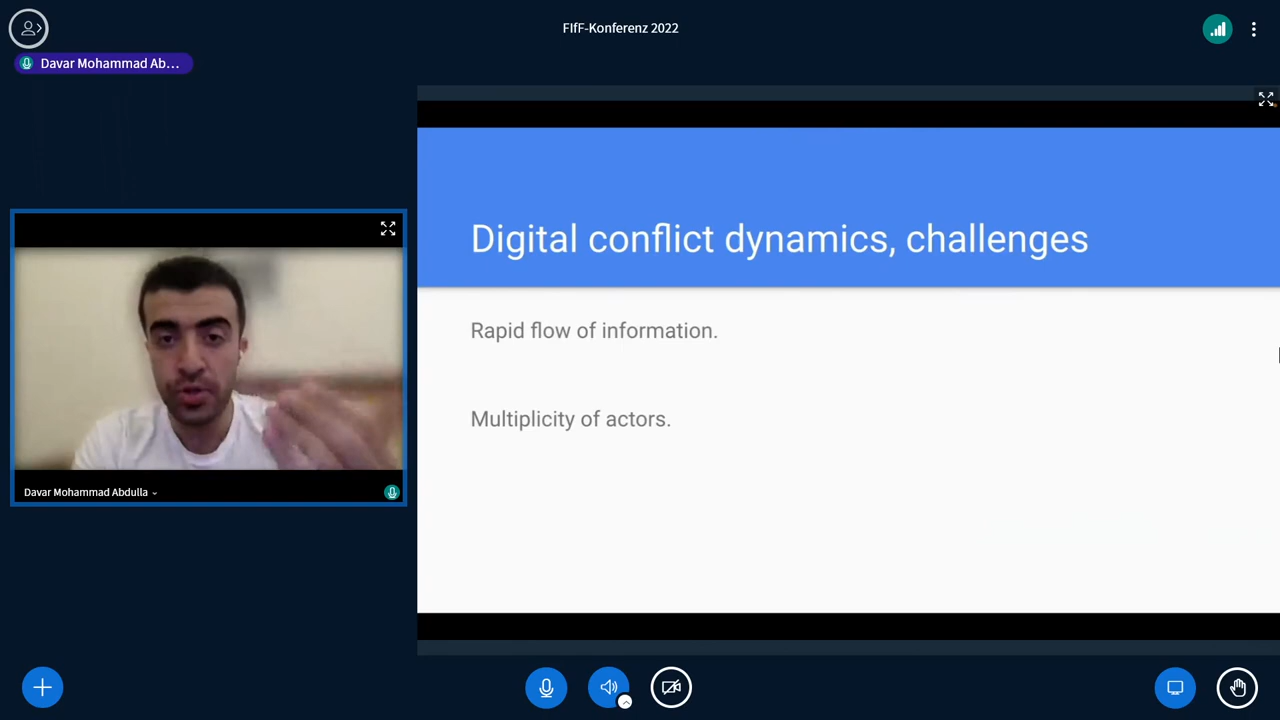 FIfF-Konferenz 2022
Davar Mohammad Ab...
Digital conflict dynamics, challenges
Rapid flow of information.
Multiplicity of actors.
Davar Mohammad Abdulla